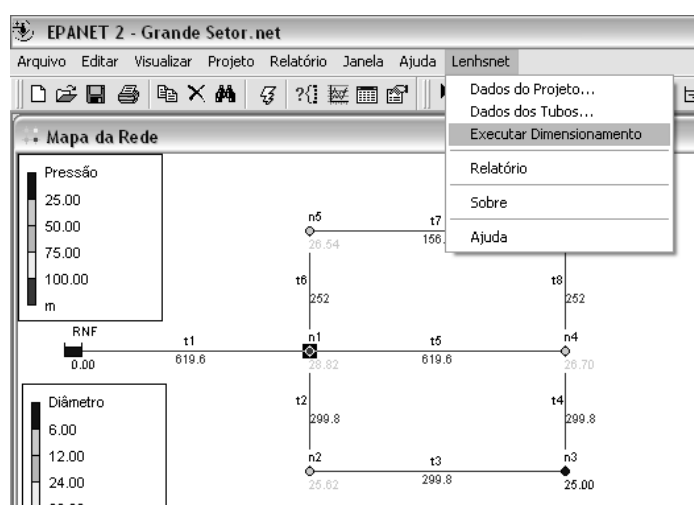 EPANET 2 - Grande Setor.net
Arquivo Editar Visualizar Projeto Relatório Janela Ajuda Lenhsnet
Dados do Projeto...
Dados dos Tubos...
Executar Dimensionamento
Relatório
Sobre
Ajuda
Mapa da Rede
Pressão
25.00
50.00
75.00
100.00
m
n5
t7
26.54
156.
t6
t8
252
252
RNF
t1
n1
t5
n4
0.00
619.6
28.82
619.6
26.70
Diâmetro
6.00
12.00
24.00
t2
t4
299.8
299.8
n2
t3
n3
25.62
299.8
25.00